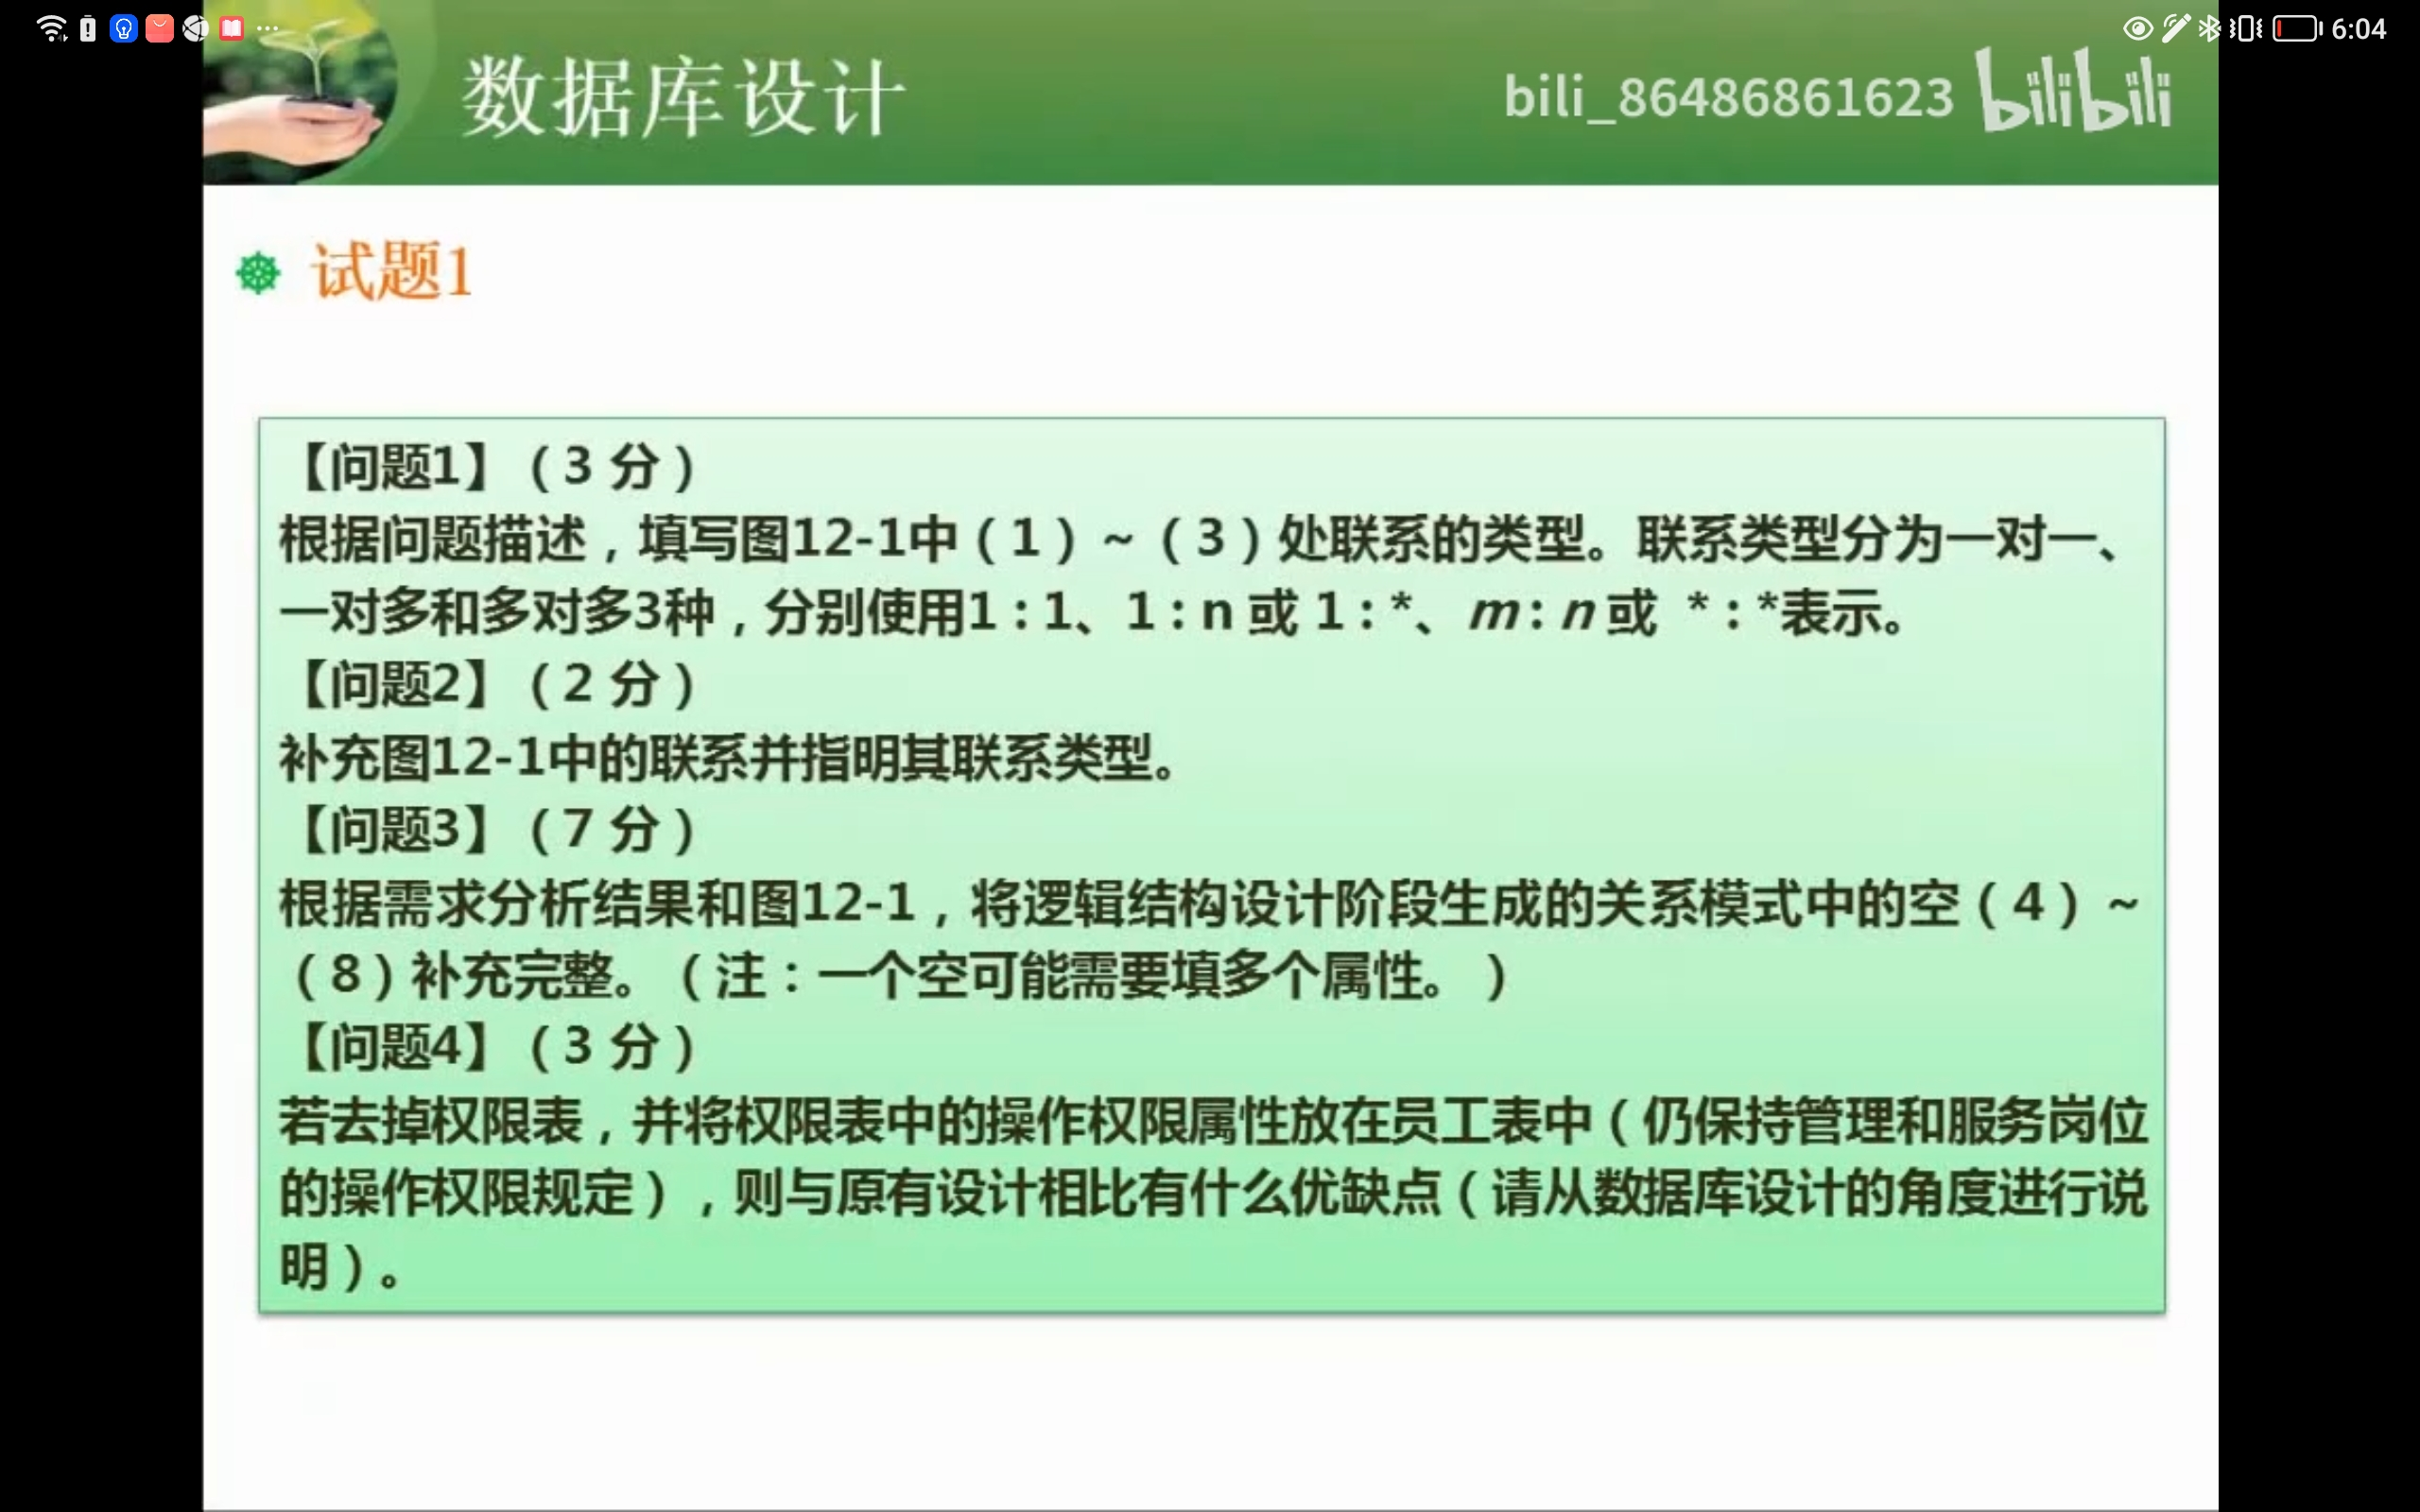 6:04
数据库设计
bili_86486861623 bilibili
试题1
【问题1】（3 分）
根据问题描述，填写图12-1中（1）~（3）处联系的类型。联系类型分为一对一、
一对多和多对多3种，分别使用1：1、1：n 或 1：*、m：n 或 *：*表示。
【问题2】（2 分）
补充图12-1中的联系并指明其联系类型。
【问题3】（7 分）
根据需求分析结果和图12-1，将逻辑结构设计阶段生成的关系模式中的空（4）~
（8）补充完整。（注：一个空可能需要填多个属性。）
【问题4】（3 分）
若去掉权限表，并将权限表中的操作权限属性放在员工表中（仍保持管理和服务岗位
的操作权限规定），则与原有设计相比有什么优缺点（请从数据库设计的角度进行说
明）。